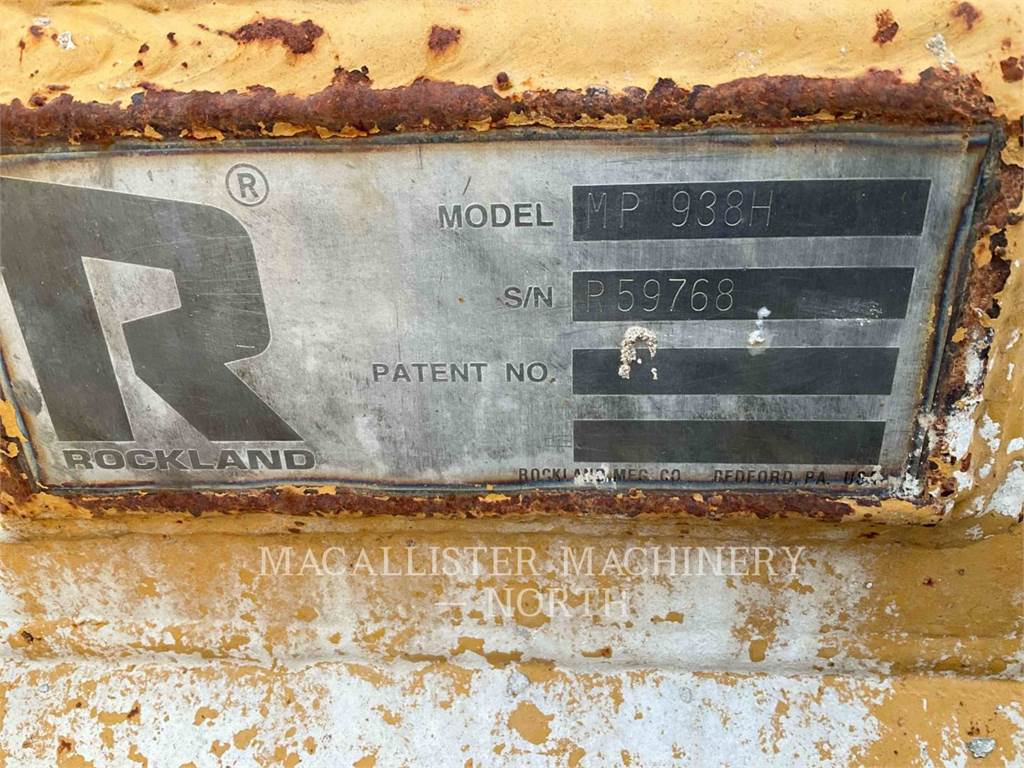 R
®
MODEL MP 938H
S/N P59768
PATENT NO.
ROCKLAND
ROCKLAND MFG. CO. BEDFORD, PA. USA
MACALLISTER MACHINERY
— NORTH